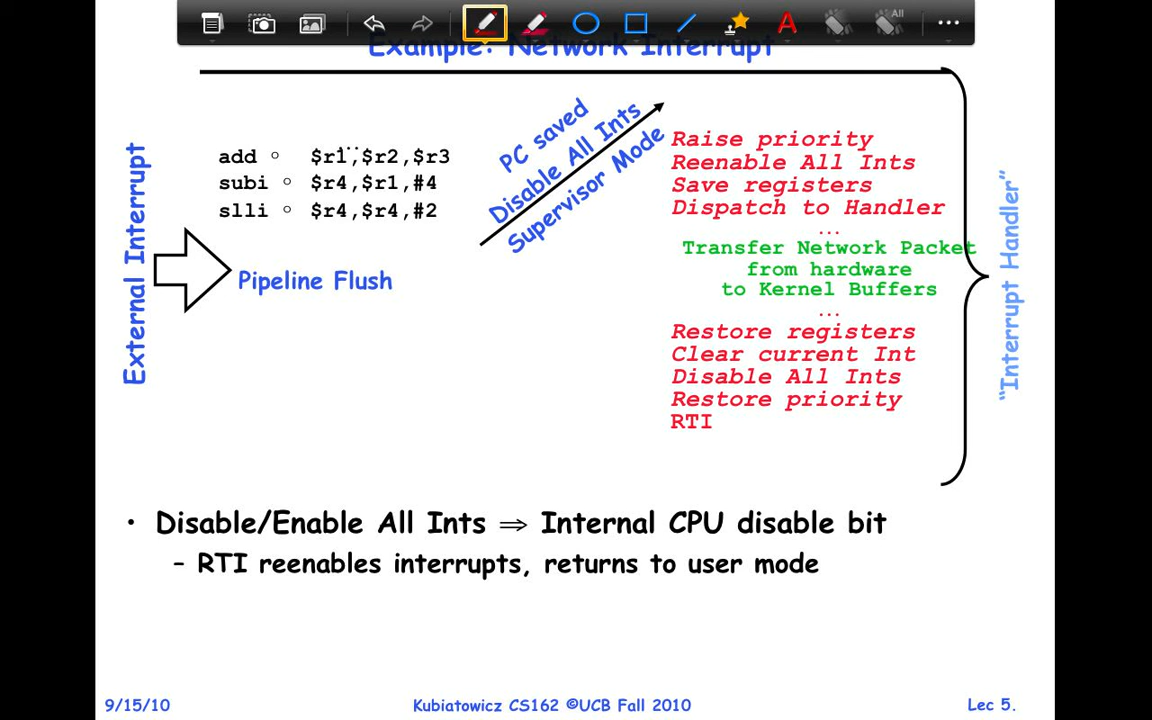 All
A
Example: Network Interrupt
External Interrupt
...
add $r1,$r2,$r3
subi $r4,$r1,#4
slli $r4,$r4,#2
Pipeline Flush
PC saved
Disable All Ints
Supervisor Mode
Raise priority
Reenable All Ints
Save registers
Dispatch to Handler
...
Transfer Network Packet
from hardware
to Kernel Buffers
...
Restore registers
Clear current Int
Disable All Ints
Restore priority
RTI
"Interrupt Handler"
• Disable/Enable All Ints ⇒ Internal CPU disable bit
– RTI reenables interrupts, returns to user mode
9/15/10
Kubiatowicz CS162 ©UCB Fall 2010
Lec 5.